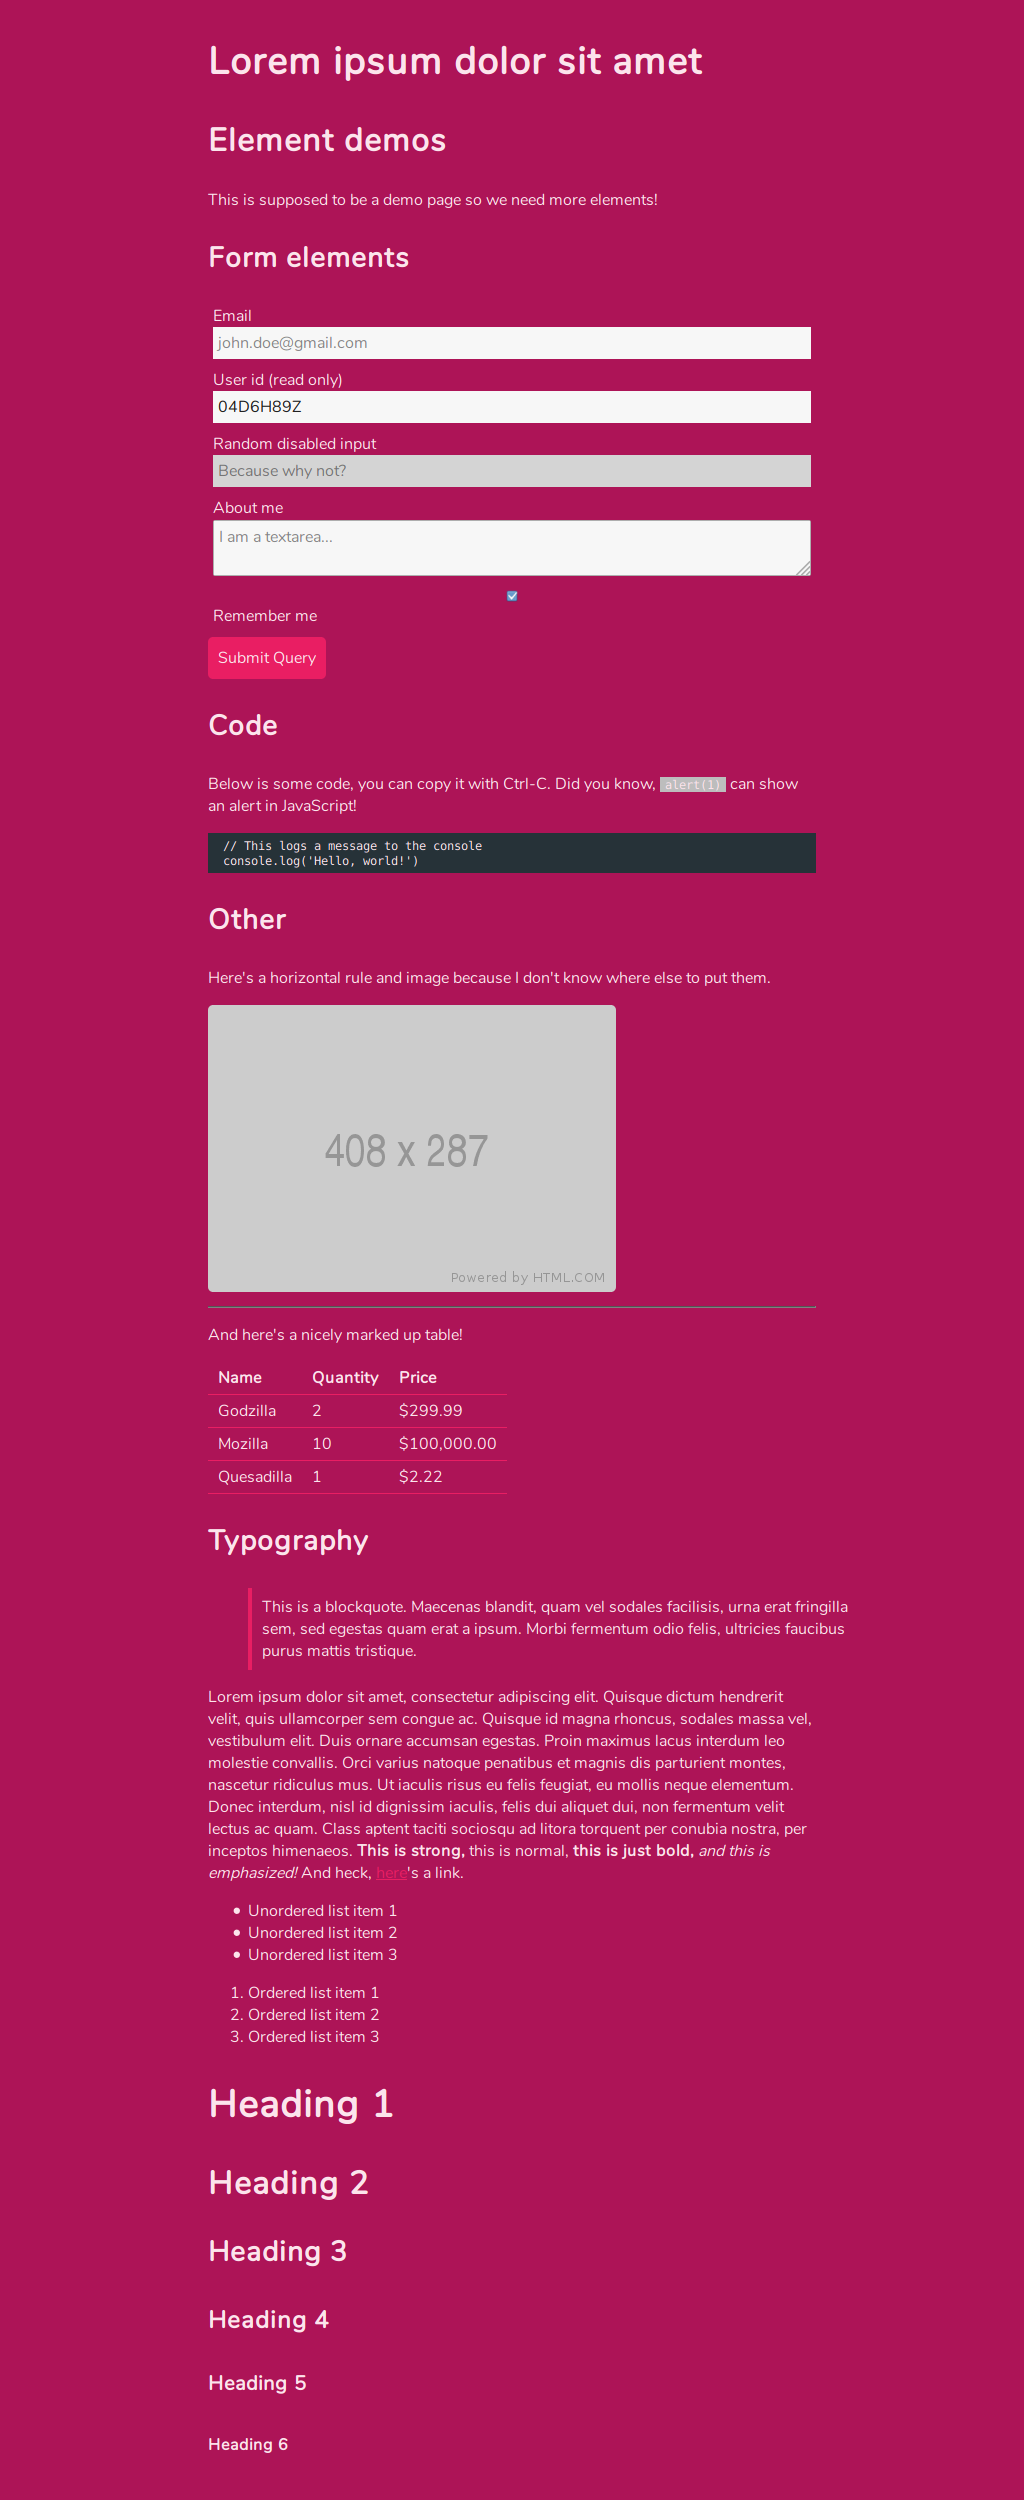 Lorem ipsum dolor sit amet
Element demos
This is supposed to be a demo page so we need more elements!
Form elements
Email
john.doe@gmail.com
User id (read only)
04D6H89Z
Random disabled input
Because why not?
About me
I am a textarea...
Remember me
Submit Query
Code
Below is some code, you can copy it with Ctrl-C. Did you know, alert(1) can show
an alert in JavaScript!
// This logs a message to the console
console.log('Hello, world!')
Other
Here's a horizontal rule and image because I don't know where else to put them.
408 x 287
Powered by HTML.COM
And here's a nicely marked up table!
Name Quantity Price
Godzilla 2 $299.99
Mozilla 10 $100,000.00
Quesadilla 1 $2.22
Typography
This is a blockquote. Maecenas blandit, quam vel sodales facilisis, urna erat fringilla
sem, sed egestas quam erat a ipsum. Morbi fermentum odio felis, ultricies faucibus
purus mattis tristique.
Lorem ipsum dolor sit amet, consectetur adipiscing elit. Quisque dictum hendrerit
velit, quis ullamcorper sem congue ac. Quisque id magna rhoncus, sodales massa vel,
vestibulum elit. Duis ornare accumsan egestas. Proin maximus lacus interdum leo
molestie convallis. Orci varius natoque penatibus et magnis dis parturient montes,
nascetur ridiculus mus. Ut iaculis risus eu felis feugiat, eu mollis neque elementum.
Donec interdum, nisl id dignissim iaculis, felis dui aliquet dui, non fermentum velit
lectus ac quam. Class aptent taciti sociosqu ad litora torquent per conubia nostra, per
inceptos himenaeos. This is strong, this is normal, this is just bold, and this is
emphasized! And heck, here's a link.
• Unordered list item 1
• Unordered list item 2
• Unordered list item 3
1. Ordered list item 1
2. Ordered list item 2
3. Ordered list item 3
Heading 1
Heading 2
Heading 3
Heading 4
Heading 5
Heading 6